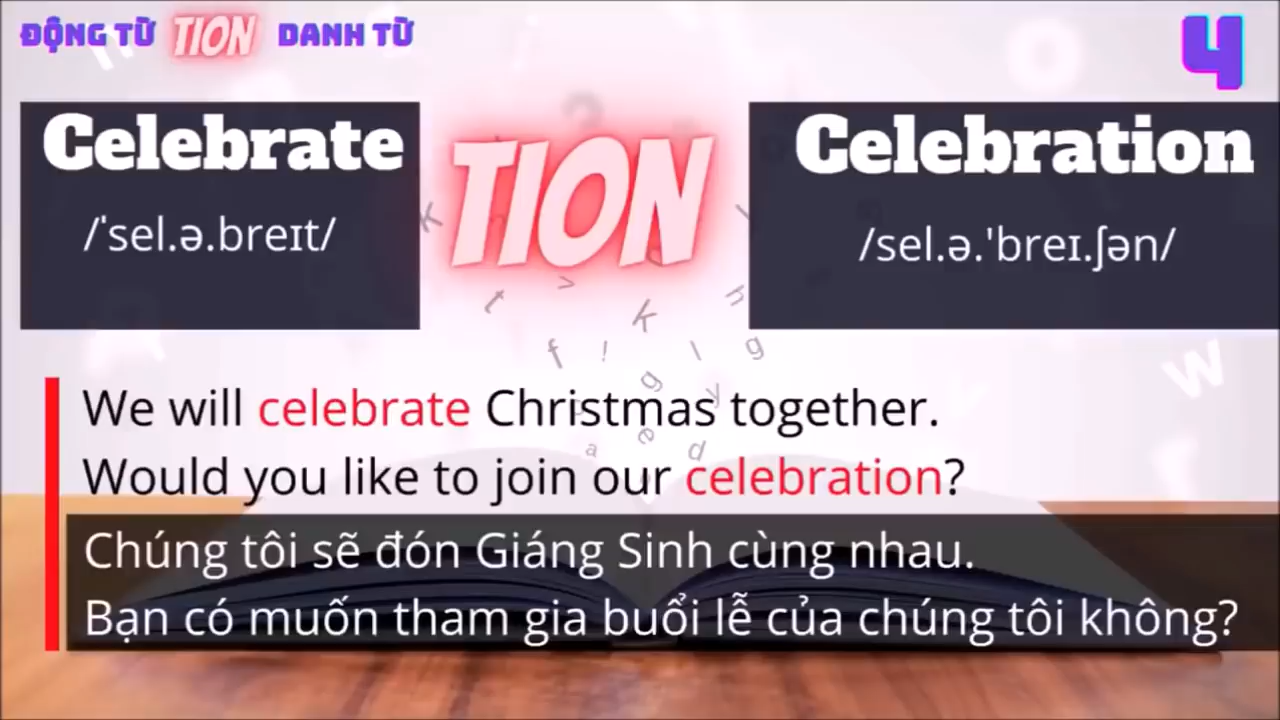 ĐỘNG TỪ TION DANH TỪ
4
Celebrate TION Celebration
/ˈsel.ə.breɪt/ /sel.ə.'breɪ.ʃən/
We will celebrate Christmas together.
Would you like to join our celebration?
Chúng tôi sẽ đón Giáng Sinh cùng nhau.
Bạn có muốn tham gia buổi lễ của chúng tôi không?